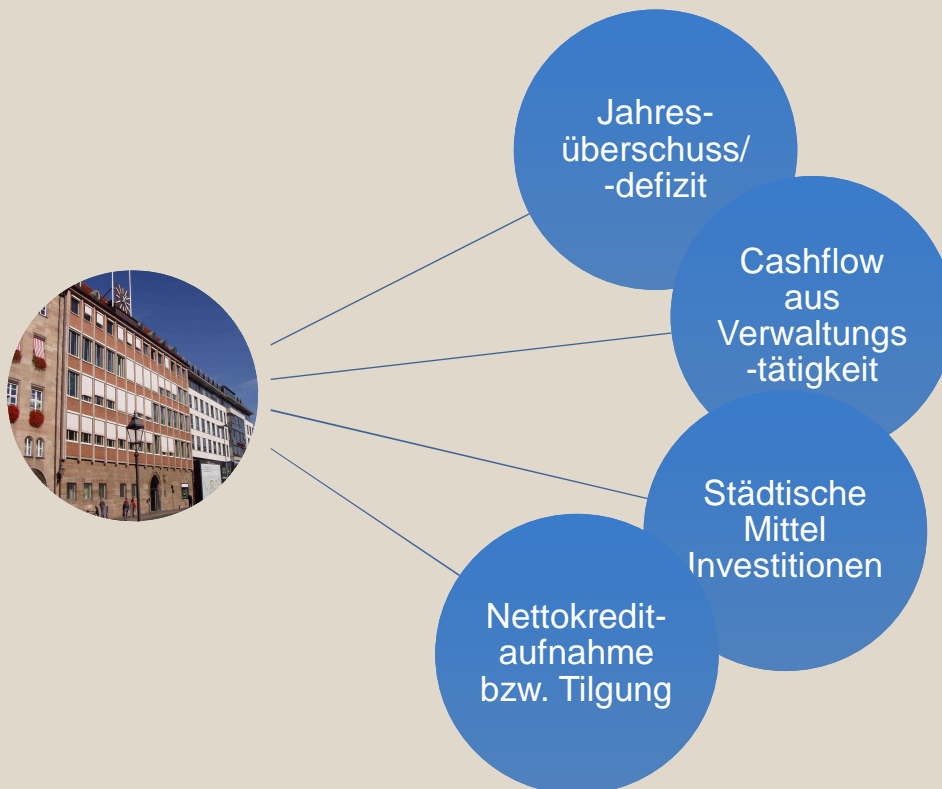 Jahres-
überschuss/
-defizit
Cashflow
aus
Verwaltungs
-tätigkeit
Städtische
Mittel
Investitionen
Nettokredit-
aufnahme
bzw. Tilgung